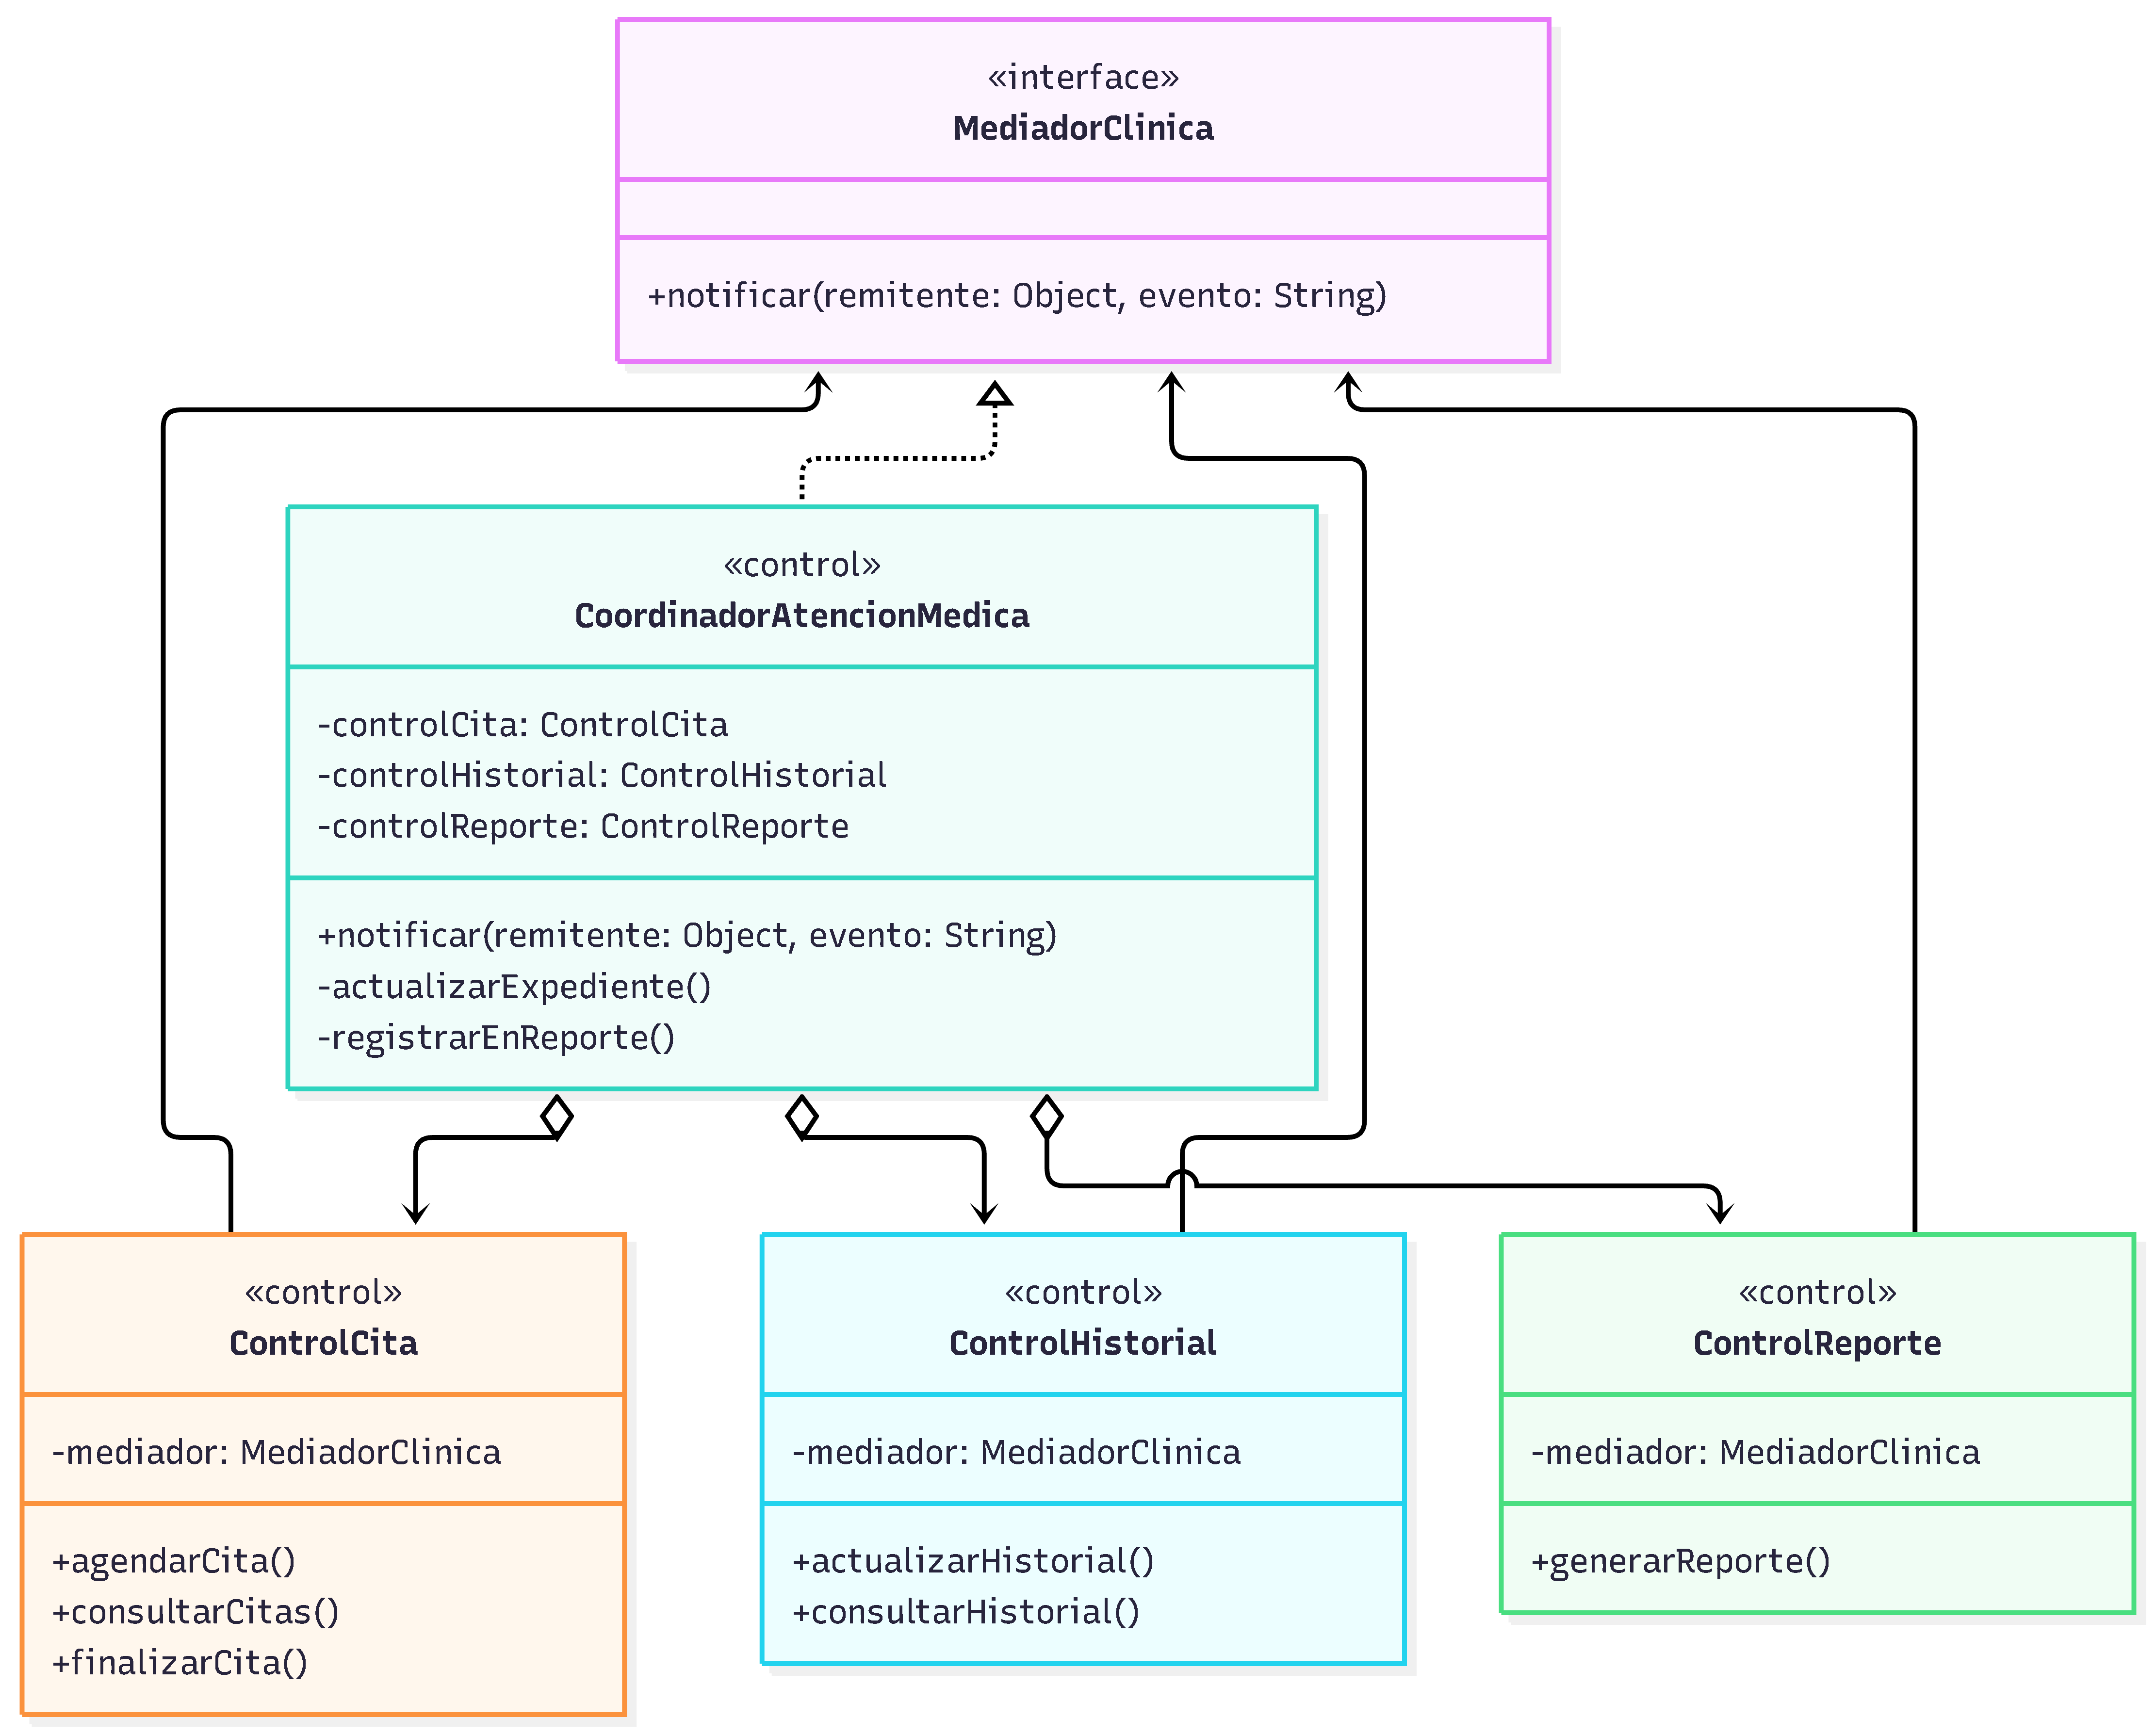 «interface»
MediadorClinica
+notificar(remitente: Object, evento: String)
«control»
CoordinadorAtencionMedica
-controlCita: ControlCita
-controlHistorial: ControlHistorial
-controlReporte: ControlReporte
+notificar(remitente: Object, evento: String)
-actualizarExpediente()
-registrarEnReporte()
«control»
ControlCita
-mediador: MediadorClinica
+agendarCita()
+consultarCitas()
+finalizarCita()
«control»
ControlHistorial
-mediador: MediadorClinica
+actualizarHistorial()
+consultarHistorial()
«control»
ControlReporte
-mediador: MediadorClinica
+generarReporte()